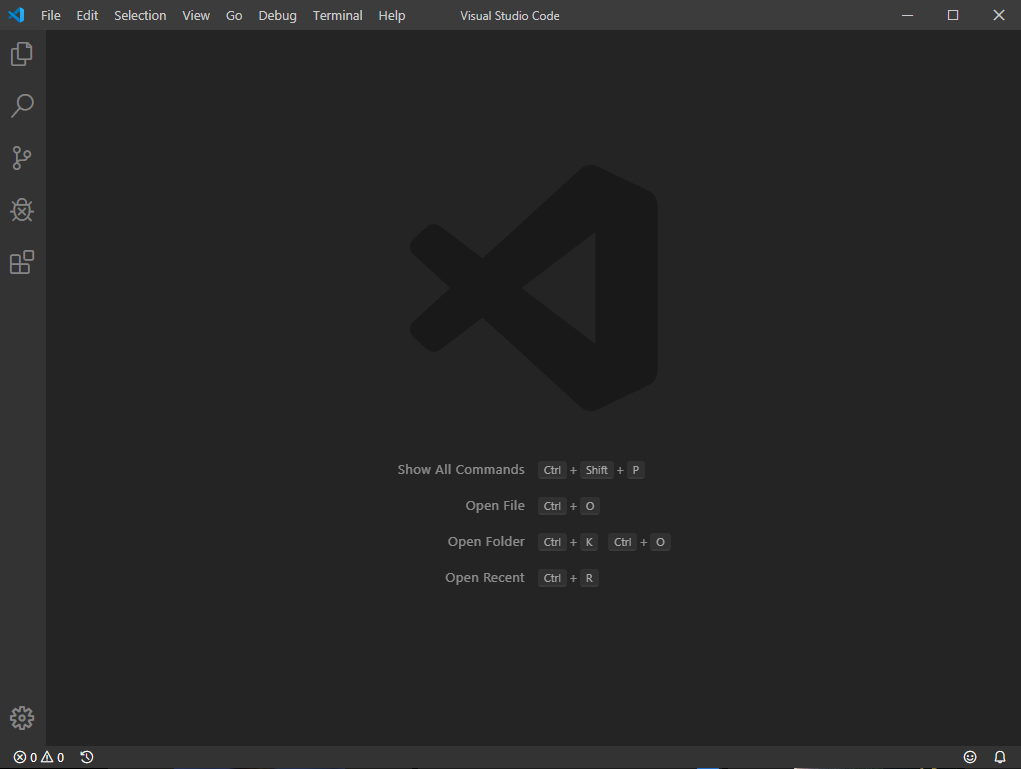 File Edit Selection View Go Debug Terminal Help Visual Studio Code
Show All Commands Ctrl + Shift + P
Open File Ctrl + O
Open Folder Ctrl + K Ctrl + O
Open Recent Ctrl + R
0 0